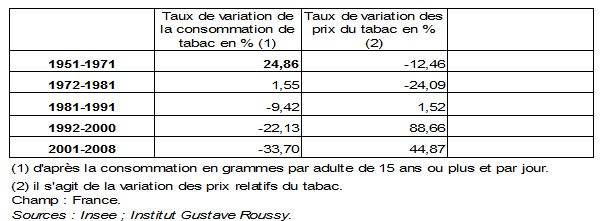 Taux de variation de la consommation de tabac en % (1)
Taux de variation des prix du tabac en % (2)
1951-1971 24,86 -12,46
1972-1981 1,55 -24,09
1981-1991 -9,42 1,52
1992-2000 -22,13 88,66
2001-2008 -33,70 44,87
(1) d'après la consommation en grammes par adulte de 15 ans ou plus et par jour.
(2) il s'agit de la variation des prix relatifs du tabac.
Champ : France.
Sources : Insee ; Institut Gustave Roussy.